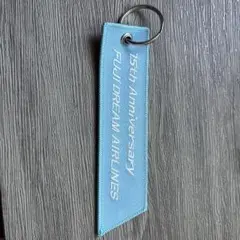 15th Anniversary
FUJI DREAM AIRLINES